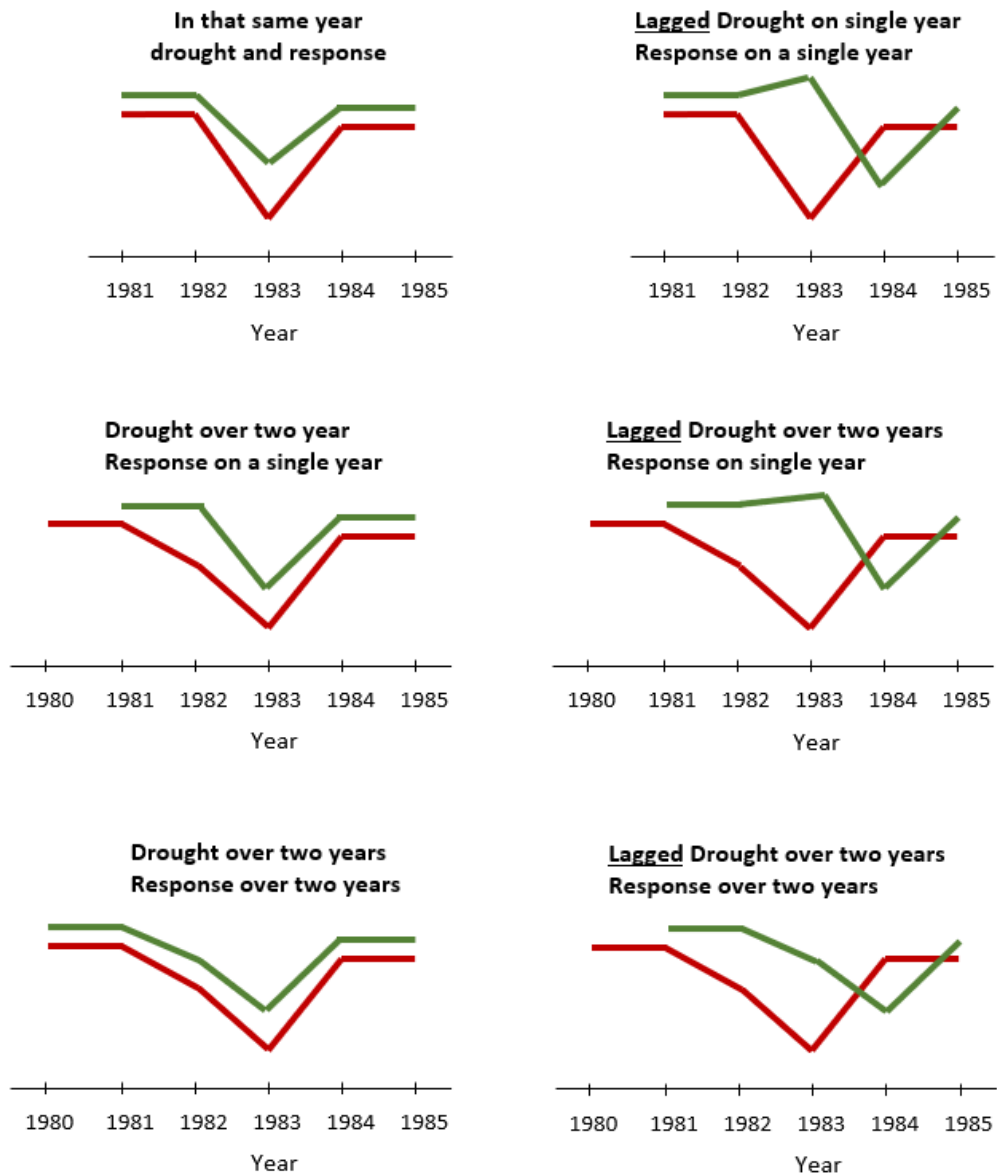 In that same year
drought and response
1981 1982 1983 1984 1985
Year
Lagged Drought on single year
Response on a single year
1981 1982 1983 1984 1985
Year
Drought over two year
Response on a single year
1980 1981 1982 1983 1984 1985
Year
Lagged Drought over two years
Response on single year
1980 1981 1982 1983 1984 1985
Year
Drought over two years
Response over two years
1980 1981 1982 1983 1984 1985
Year
Lagged Drought over two years
Response over two years
1980 1981 1982 1983 1984 1985
Year